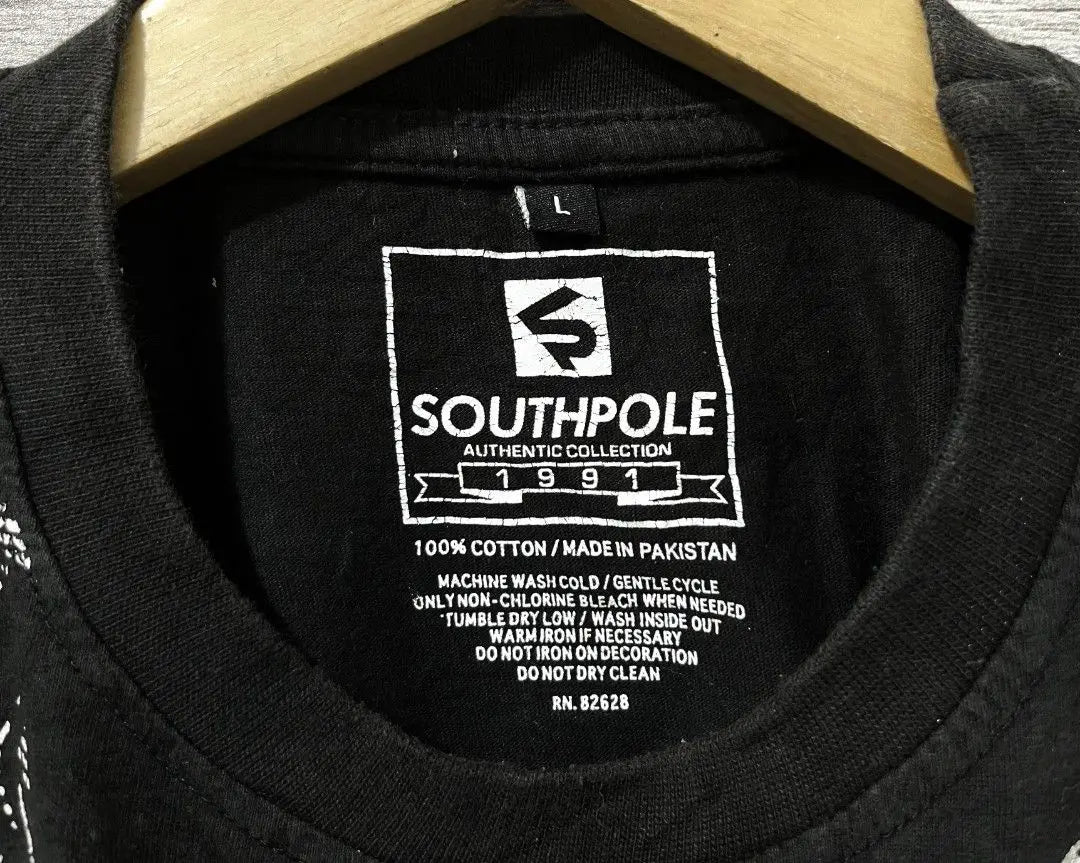 L
SOUTHPOLE
AUTHENTIC COLLECTION
1991
100% COTTON / MADE IN PAKISTAN
MACHINE WASH COLD / GENTLE CYCLE
ONLY NON-CHLORINE BLEACH WHEN NEEDED
TUMBLE DRY LOW / WASH INSIDE OUT
WARM IRON IF NECESSARY
DO NOT IRON ON DECORATION
DO NOT DRY CLEAN
RN. 82628